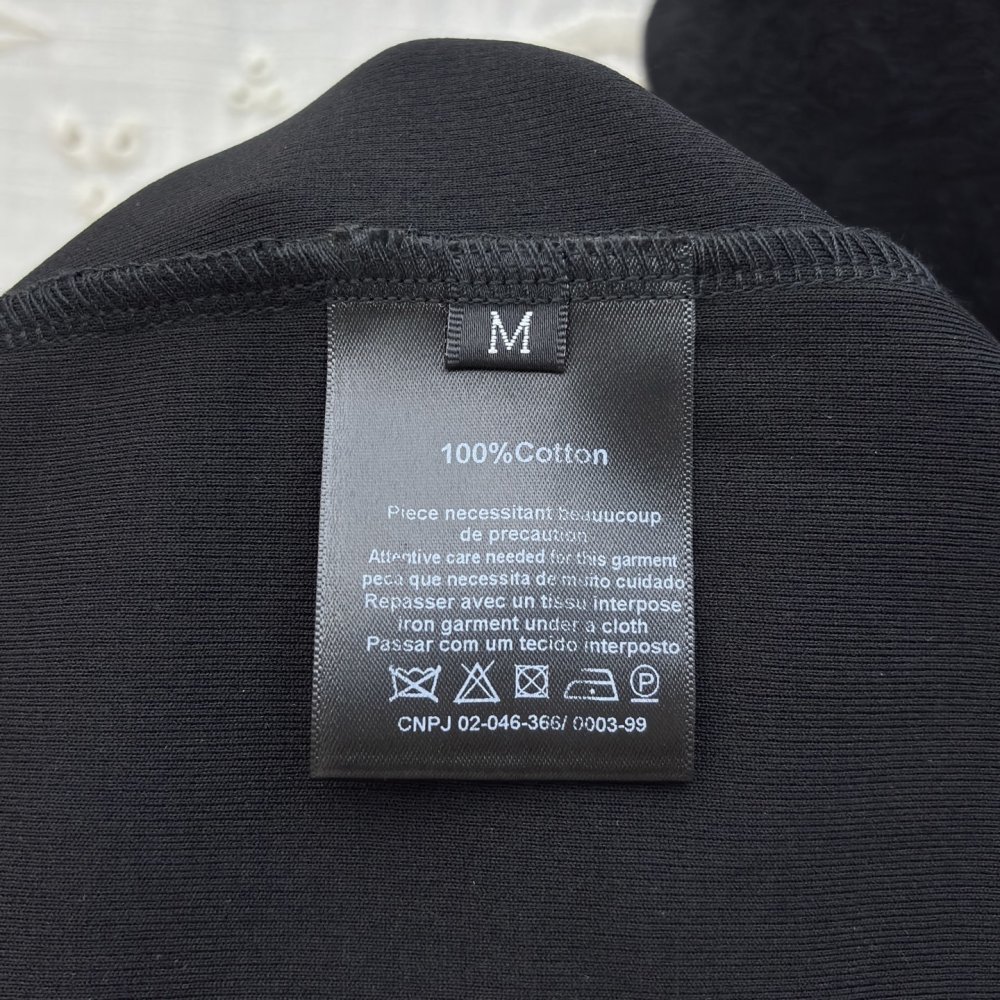 M
100%Cotton
Piece necessitant beauucoup
de precaution
Attentive care needed for this garment
peca que necessita de muito cuidado
Repasser avec un tissu interpose
iron garment under a cloth
Passar com um tecido interposto
P
CNPJ 02-046-366/ 0003-99